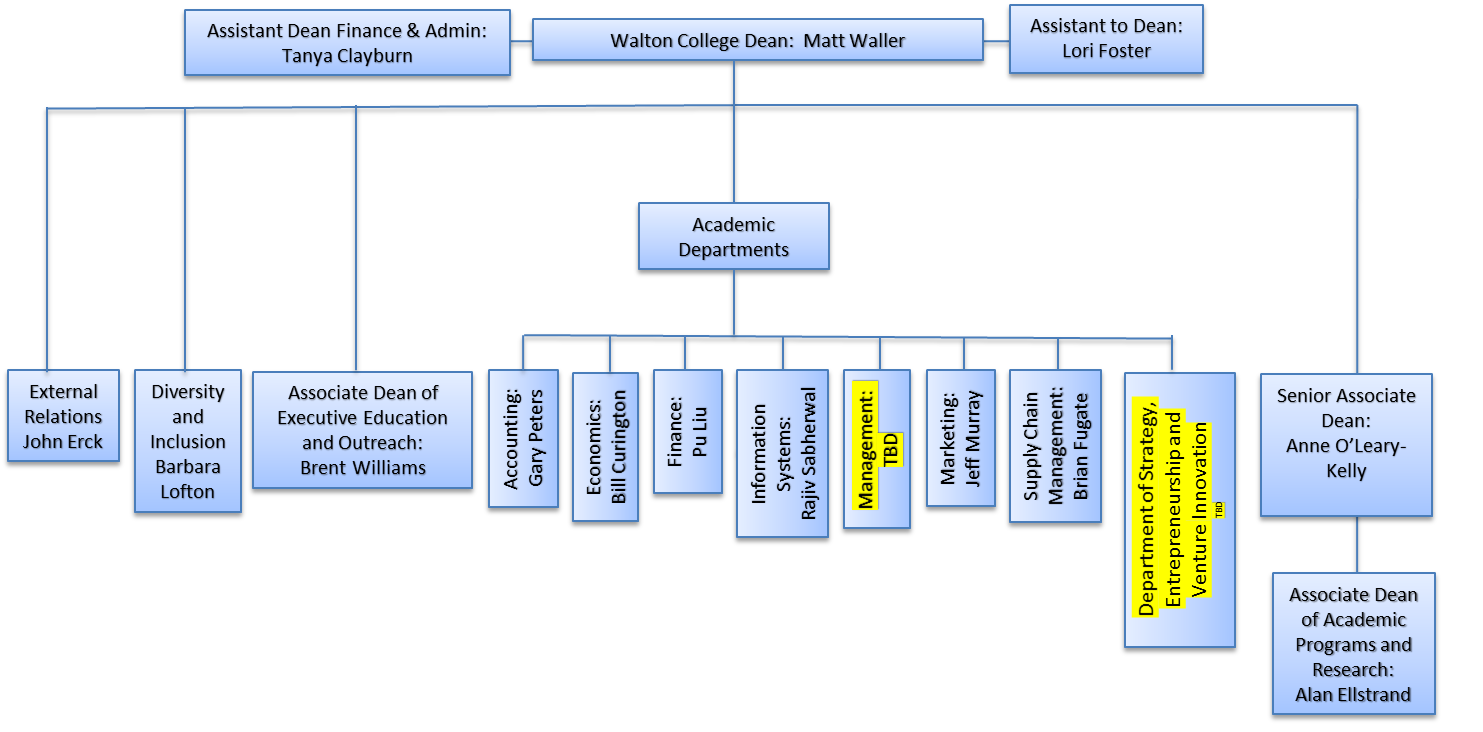 Assistant Dean Finance & Admin:
Tanya Clayburn
Walton College Dean:  Matt Waller
Assistant to Dean:
Lori Foster
Academic
Departments
External
Relations
John Erck
Diversity
and
Inclusion
Barbara
Lofton
Associate Dean of
Executive Education
and Outreach:
Brent Williams
Accounting:
Gary Peters
Economics:
Bill Curington
Finance:
Pu Liu
Information
Systems:
Rajiv Sabherwal
Management:
TBD
Marketing:
Jeff Murray
Supply Chain
Management:
Brian Fugate
Department of Strategy,
Entrepreneurship and
Venture Innovation
TBD
Senior Associate
Dean:
Anne O’Leary-
Kelly
Associate Dean
of Academic
Programs and
Research:
Alan Ellstrand